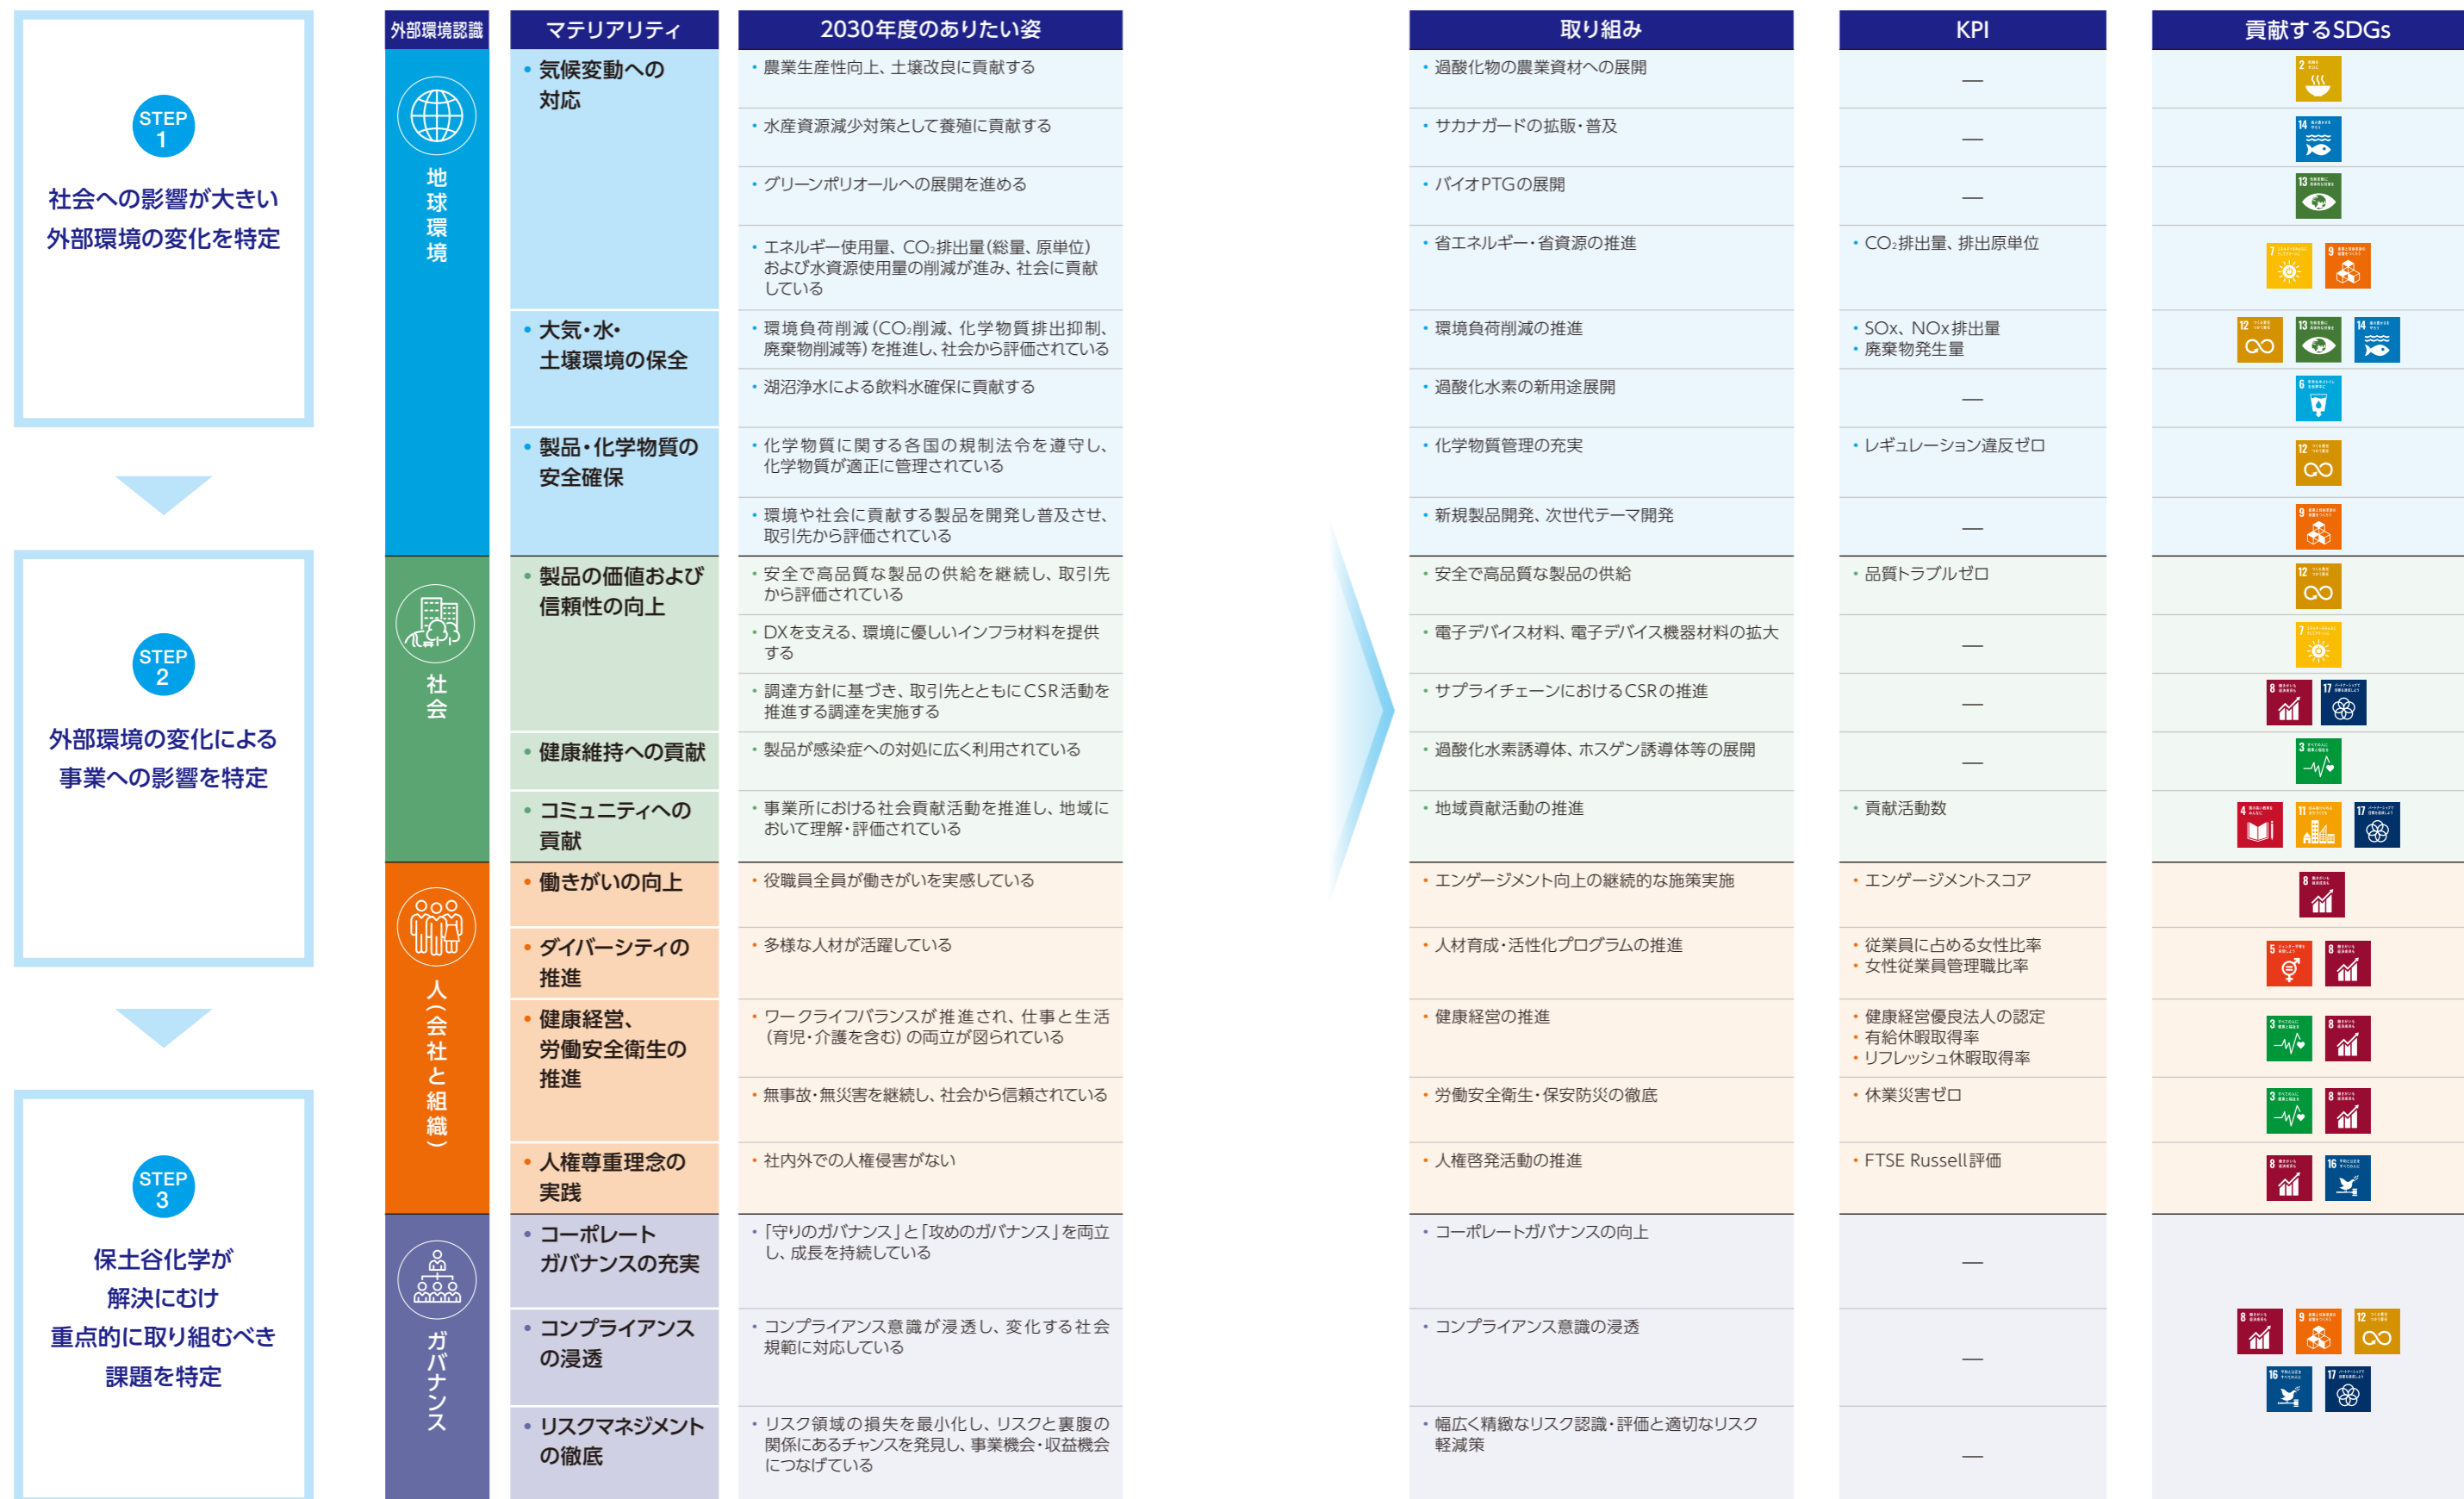 STEP
1
社会への影響が大きい
外部環境の変化を特定
STEP
2
外部環境の変化による
事業への影響を特定
STEP
3
保土谷化学が
解決にむけ
重点的に取り組むべき
課題を特定
外部環境認識
マテリアリティ
2030年度のありたい姿
取り組み
KPI
貢献するSDGs
地球環境
• 気候変動への
対応
• 農業生産性向上、土壌改良に貢献する
• 過酸化物の農業資材への展開
—
2
• 水産資源減少対策として養殖に貢献する
• サカナガードの拡販・普及
—
14
• グリーンポリオールへの展開を進める
• バイオPTGの展開
—
13
• エネルギー使用量、CO₂排出量(総量、原単位)
および水資源使用量の削減が進み、社会に貢献
している
• 省エネルギー・省資源の推進
• CO₂排出量、排出原単位
7
9
• 大気・水・
土壌環境の保全
• 環境負荷削減(CO₂削減、化学物質排出抑制、
廃棄物削減等)を推進し、社会から評価されている
• 環境負荷削減の推進
• SOx、NOx排出量
• 廃棄物発生量
12
13
14
• 湖沼浄水による飲料水確保に貢献する
• 過酸化水素の新用途展開
—
6
• 製品・化学物質の
安全確保
• 化学物質に関する各国の規制法令を遵守し、
化学物質が適正に管理されている
• 化学物質管理の充実
• レギュレーション違反ゼロ
12
• 環境や社会に貢献する製品を開発し普及させ、
取引先から評価されている
• 新規製品開発、次世代テーマ開発
—
9
社会
• 製品の価値および
信頼性の向上
• 安全で高品質な製品の供給を継続し、取引先
から評価されている
• 安全で高品質な製品の供給
• 品質トラブルゼロ
12
• DXを支える、環境に優しいインフラ材料を提供
する
• 電子デバイス材料、電子デバイス機器材料の拡大
—
7
• 調達方針に基づき、取引先とともにCSR活動を
推進する調達を実施する
• サプライチェーンにおけるCSRの推進
—
8
17
• 健康維持への貢献
• 製品が感染症への対処に広く利用されている
• 過酸化水素誘導体、ホスゲン誘導体等の展開
—
3
• コミュニティへの
貢献
• 事業所における社会貢献活動を推進し、地域に
おいて理解・評価されている
• 地域貢献活動の推進
• 貢献活動数
4
11
17
人(会社と組織)
• 働きがいの向上
• 役職員全員が働きがいを実感している
• エンゲージメント向上の継続的な施策実施
• エンゲージメントスコア
8
• ダイバーシティの
推進
• 多様な人材が活躍している
• 人材育成・活性化プログラムの推進
• 従業員に占める女性比率
• 女性従業員管理職比率
5
8
• 健康経営、
労働安全衛生の
推進
• ワークライフバランスが推進され、仕事と生活
(育児・介護を含む)の両立が図られている
• 健康経営の推進
• 健康経営優良法人の認定
• 有給休暇取得率
• リフレッシュ休暇取得率
3
8
• 無事故・無災害を継続し、社会から信頼されている
• 労働安全衛生・保安防災の徹底
• 休業災害ゼロ
3
8
• 人権尊重理念の
実践
• 社内外での人権侵害がない
• 人権啓発活動の推進
• FTSE Russell評価
8
16
ガバナンス
• コーポレート
ガバナンスの充実
• 「守りのガバナンス」と「攻めのガバナンス」を両立
し、成長を持続している
• コーポレートガバナンスの向上
—
• コンプライアンス
の浸透
• コンプライアンス意識が浸透し、変化する社会
規範に対応している
• コンプライアンス意識の浸透
—
8
9
12
16
17
• リスクマネジメント
の徹底
• リスク領域の損失を最小化し、リスクと裏腹の
関係にあるチャンスを発見し、事業機会・収益機会
につなげている
• 幅広く精緻なリスク認識・評価と適切なリスク
軽減策
—